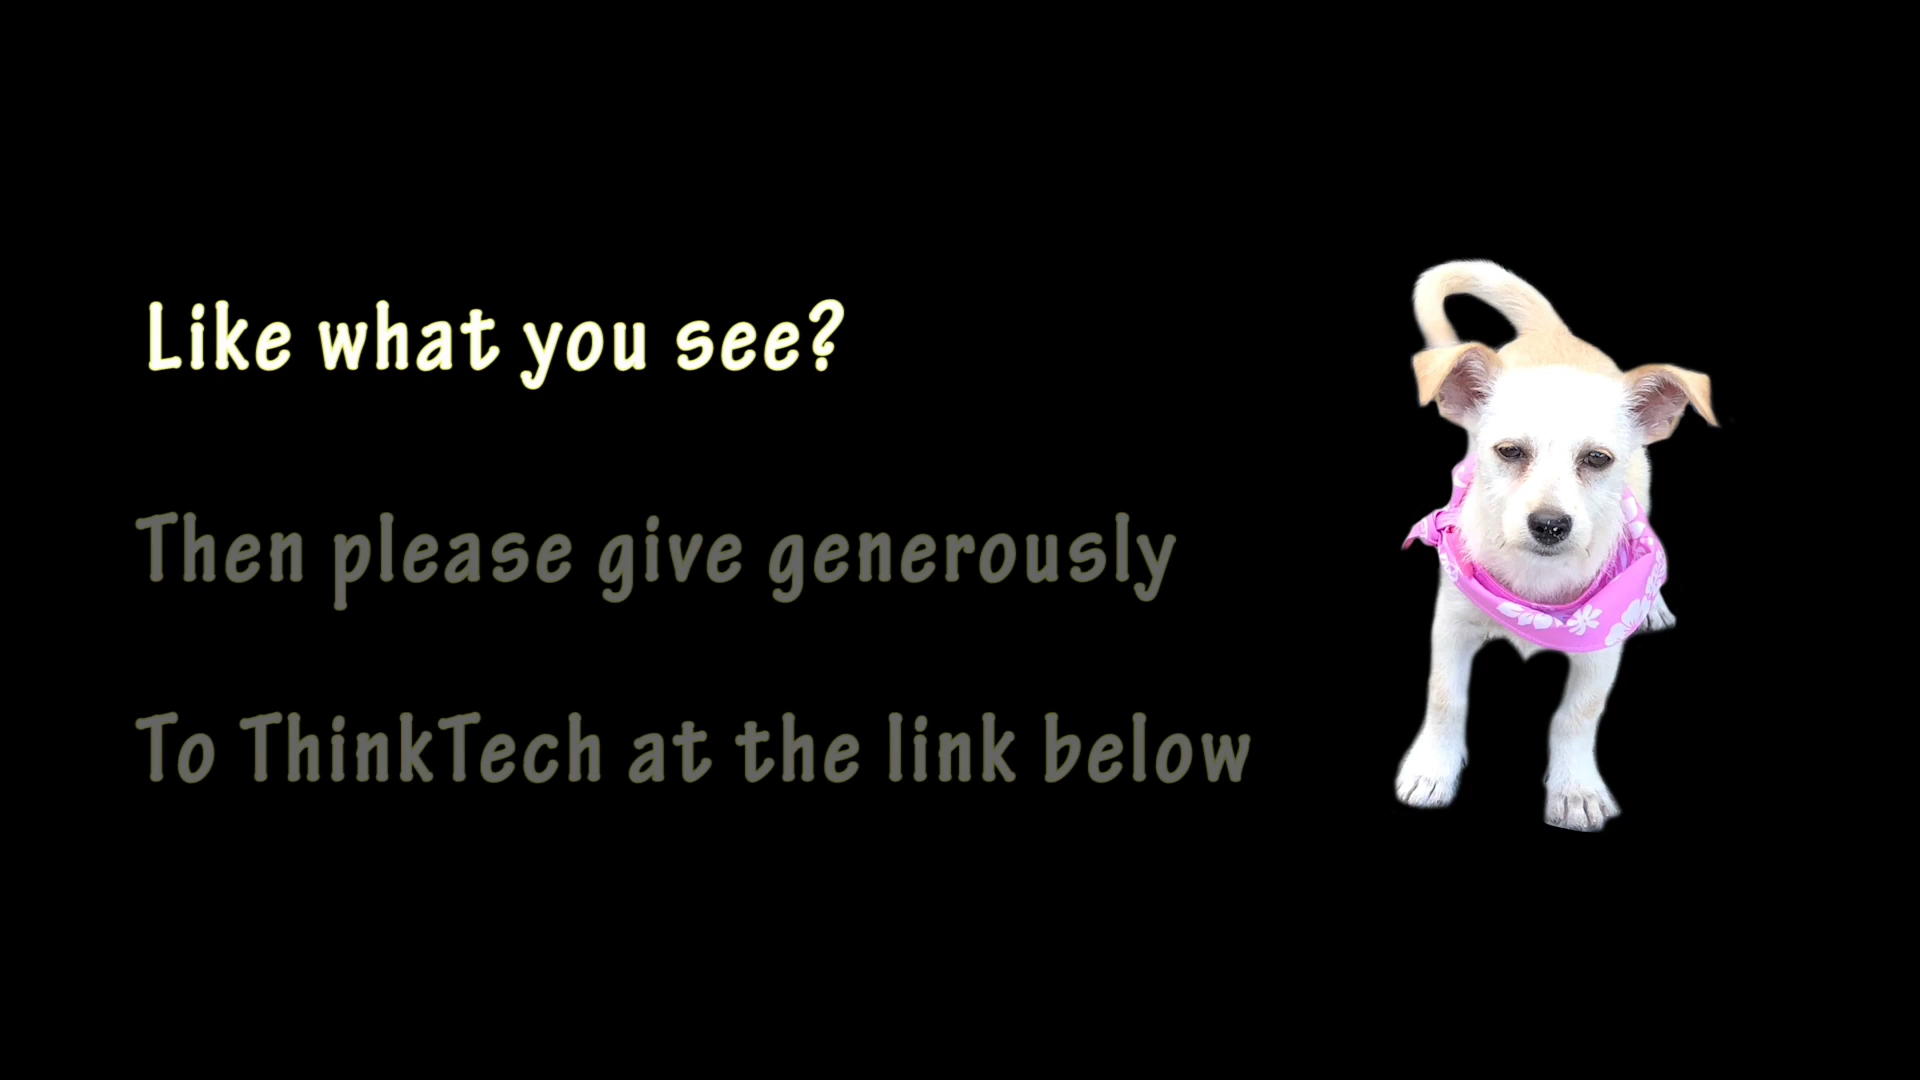 Like what you see?
Then please give generously
To ThinkTech at the link below